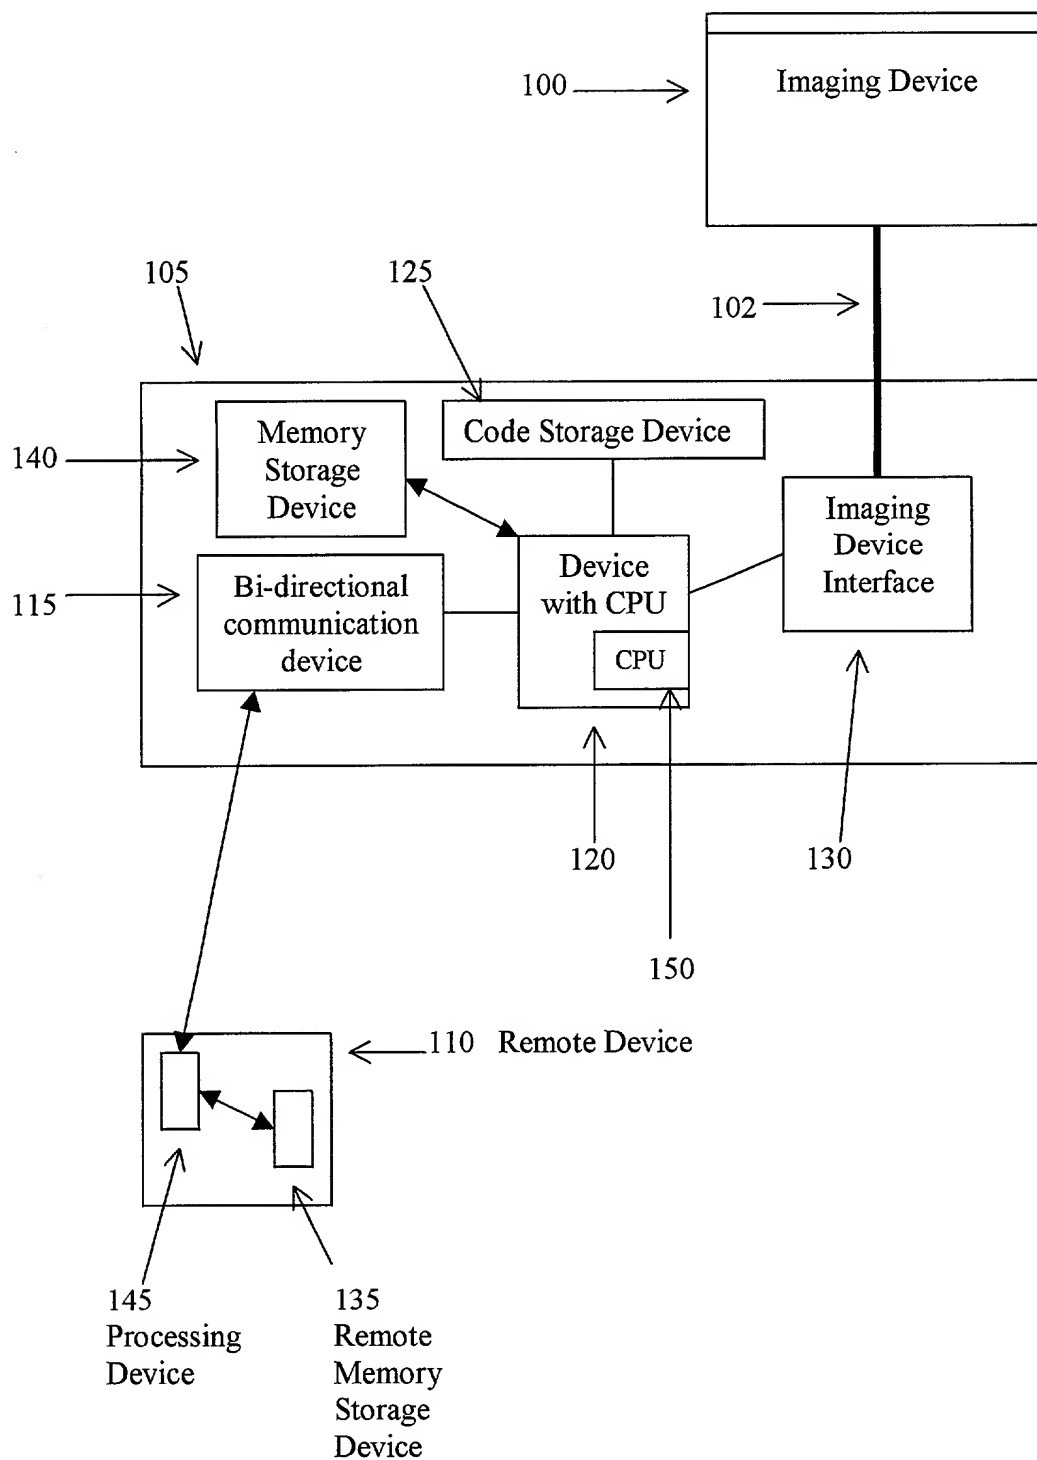 100
Imaging Device
105
125
102
140
Memory
Storage
Device
Code Storage Device
Imaging
Device
Interface
115
Bi-directional
communication
device
Device
with CPU
CPU
120
130
150
110 Remote Device
145
Processing
Device
135
Remote
Memory
Storage
Device